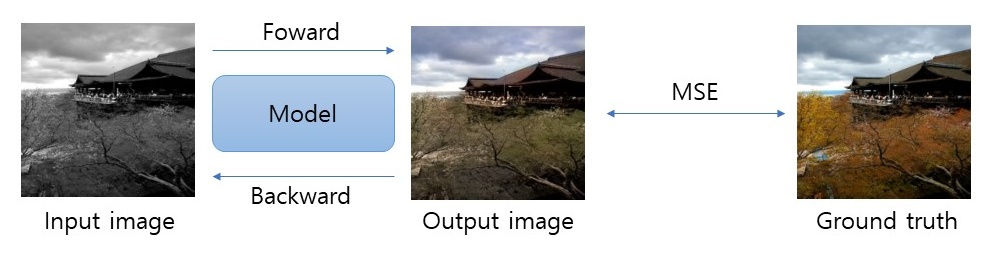 Foward
Model
Backward
MSE
Input image
Output image
Ground truth